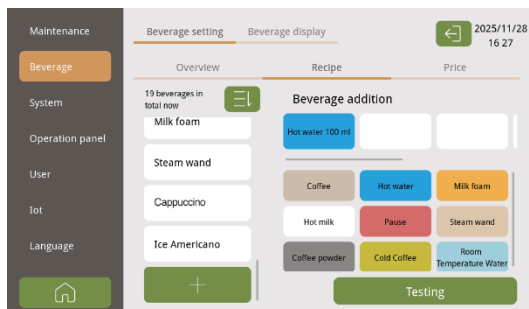 Maintenance
Beverage
System
Operation panel
User
Iot
Language
Beverage setting
Beverage display
2025/11/28
16 27
Overview
Recipe
Price
19 beverages in
total now
Milk foam
Steam wand
Cappuccino
Ice Americano
Beverage addition
Hot water 100 ml
Coffee
Hot water
Milk foam
Hot milk
Pause
Steam wand
Coffee powder
Cold Coffee
Room
Temperature Water
Testing